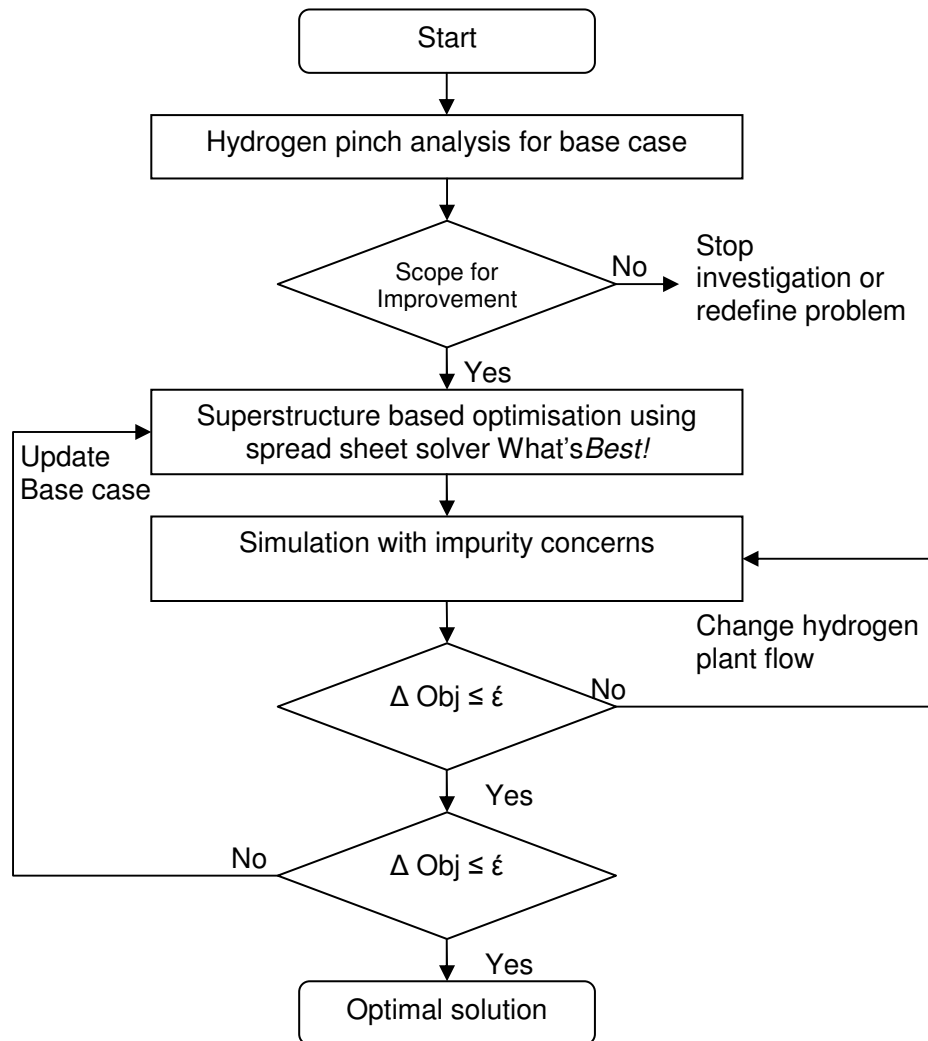 Start
Hydrogen pinch analysis for base case
Scope for
Improvement
No
Stop
investigation or
redefine problem
Yes
Superstructure based optimisation using
spread sheet solver What'sBest!
Update
Base case
Simulation with impurity concerns
Change hydrogen
plant flow
Δ Obj ≤ έ
No
Yes
Δ Obj ≤ έ
No
Yes
Optimal solution